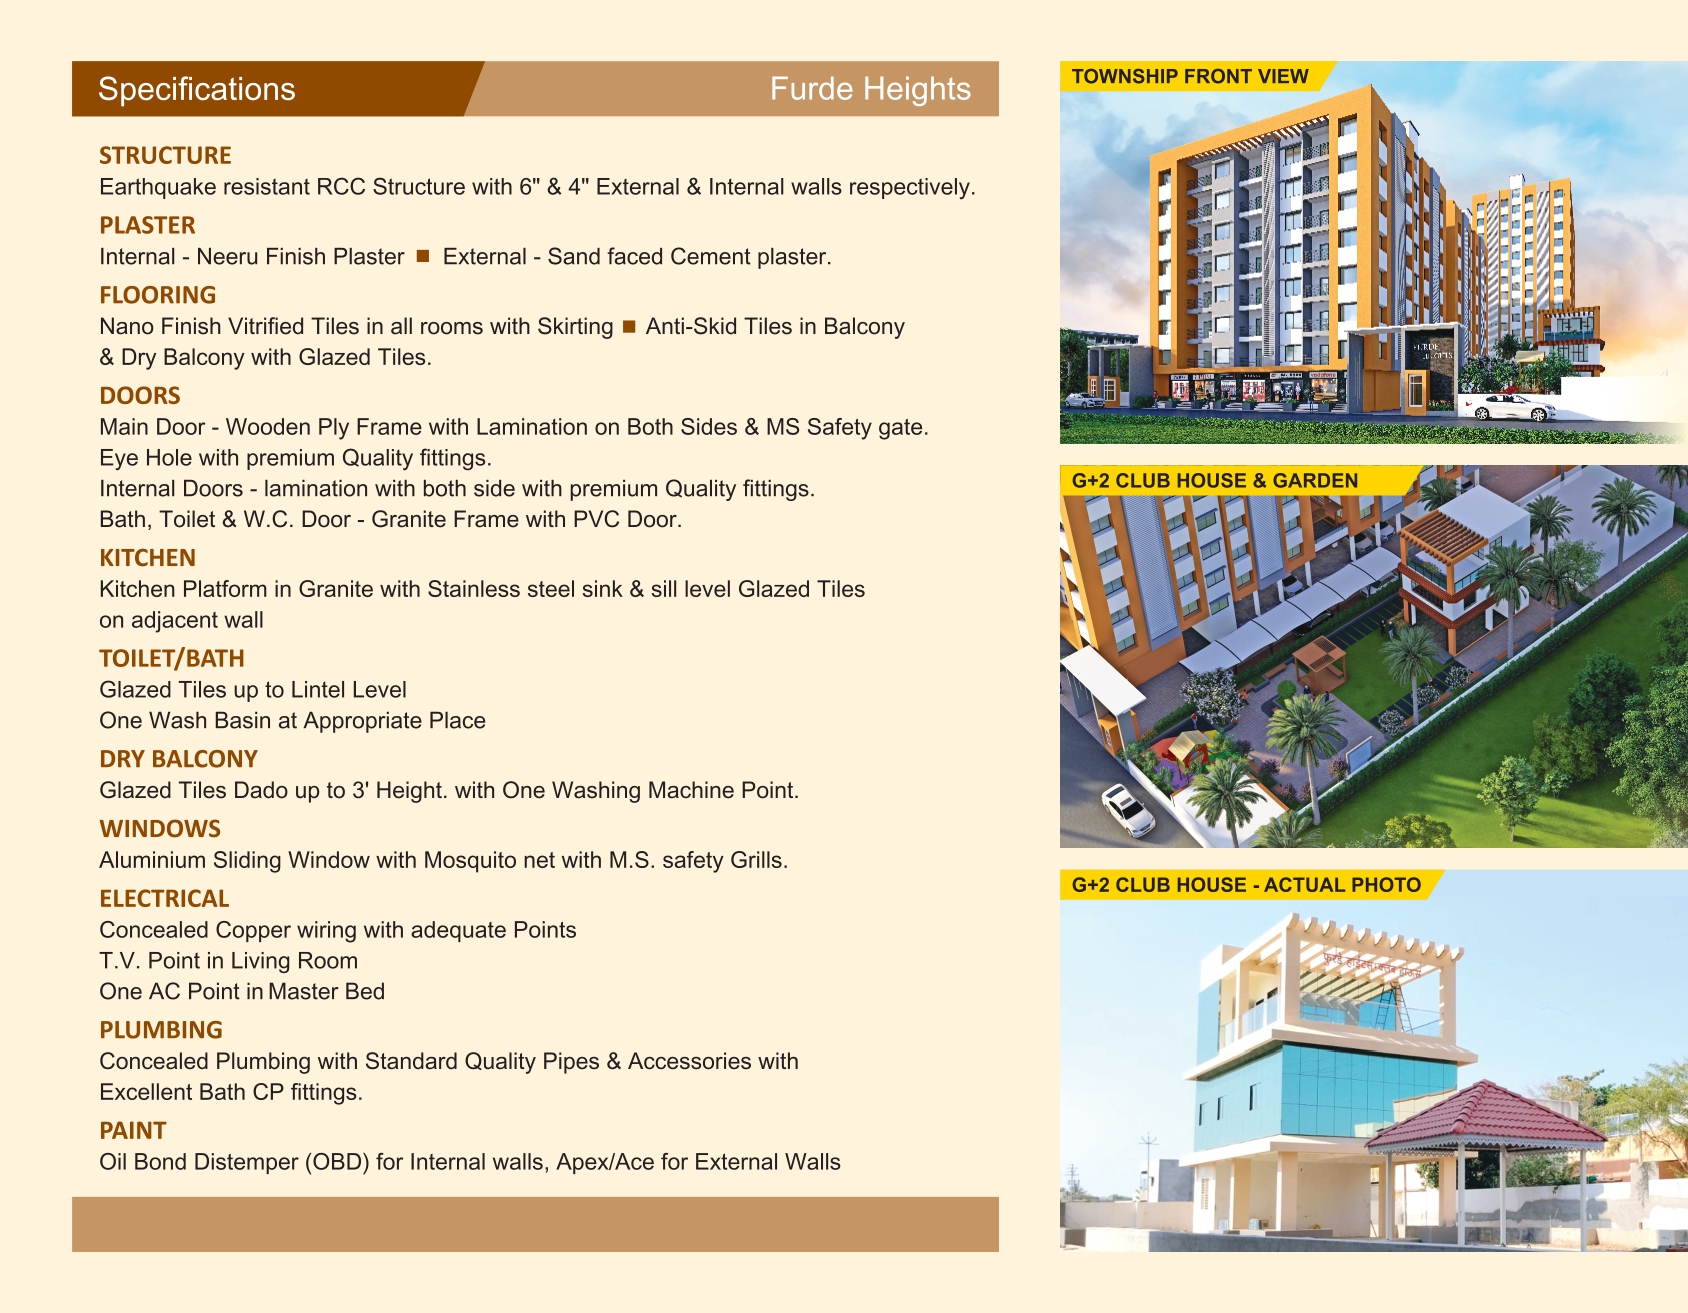 Specifications
Furde Heights
STRUCTURE
Earthquake resistant RCC Structure with 6" & 4" External & Internal walls respectively.
PLASTER
Internal - Neeru Finish Plaster ■ External - Sand faced Cement plaster.
FLOORING
Nano Finish Vitrified Tiles in all rooms with Skirting ■ Anti-Skid Tiles in Balcony
& Dry Balcony with Glazed Tiles.
DOORS
Main Door - Wooden Ply Frame with Lamination on Both Sides & MS Safety gate.
Eye Hole with premium Quality fittings.
Internal Doors - lamination with both side with premium Quality fittings.
Bath, Toilet & W.C. Door - Granite Frame with PVC Door.
KITCHEN
Kitchen Platform in Granite with Stainless steel sink & sill level Glazed Tiles
on adjacent wall
TOILET/BATH
Glazed Tiles up to Lintel Level
One Wash Basin at Appropriate Place
DRY BALCONY
Glazed Tiles Dado up to 3' Height. with One Washing Machine Point.
WINDOWS
Aluminium Sliding Window with Mosquito net with M.S. safety Grills.
ELECTRICAL
Concealed Copper wiring with adequate Points
T.V. Point in Living Room
One AC Point in Master Bed
PLUMBING
Concealed Plumbing with Standard Quality Pipes & Accessories with
Excellent Bath CP fittings.
PAINT
Oil Bond Distemper (OBD) for Internal walls, Apex/Ace for External Walls
TOWNSHIP FRONT VIEW
FURDE
HEIGHTS
G+2 CLUB HOUSE & GARDEN
G+2 CLUB HOUSE - ACTUAL PHOTO
फुरदे हाईटस् क्लब हाऊस